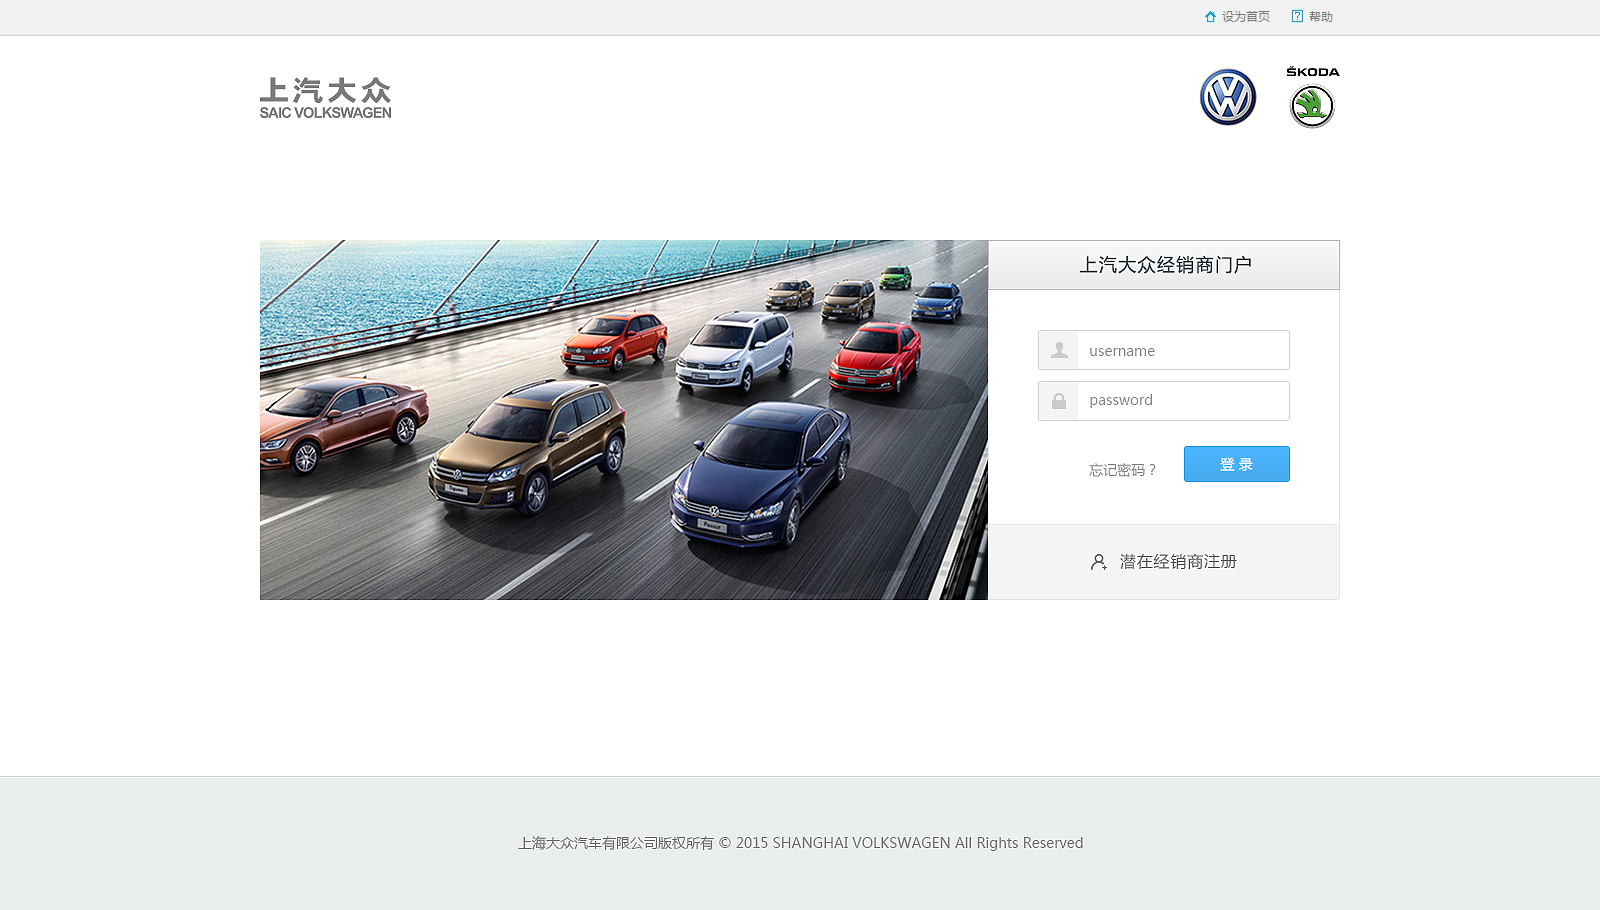 设为首页 帮助
上汽大众
SAIC VOLKSWAGEN
ŠKODA
上汽大众经销商门户
username
password
忘记密码？
登 录
潜在经销商注册
Passat
上海大众汽车有限公司版权所有 © 2015 SHANGHAI VOLKSWAGEN All Rights Reserved